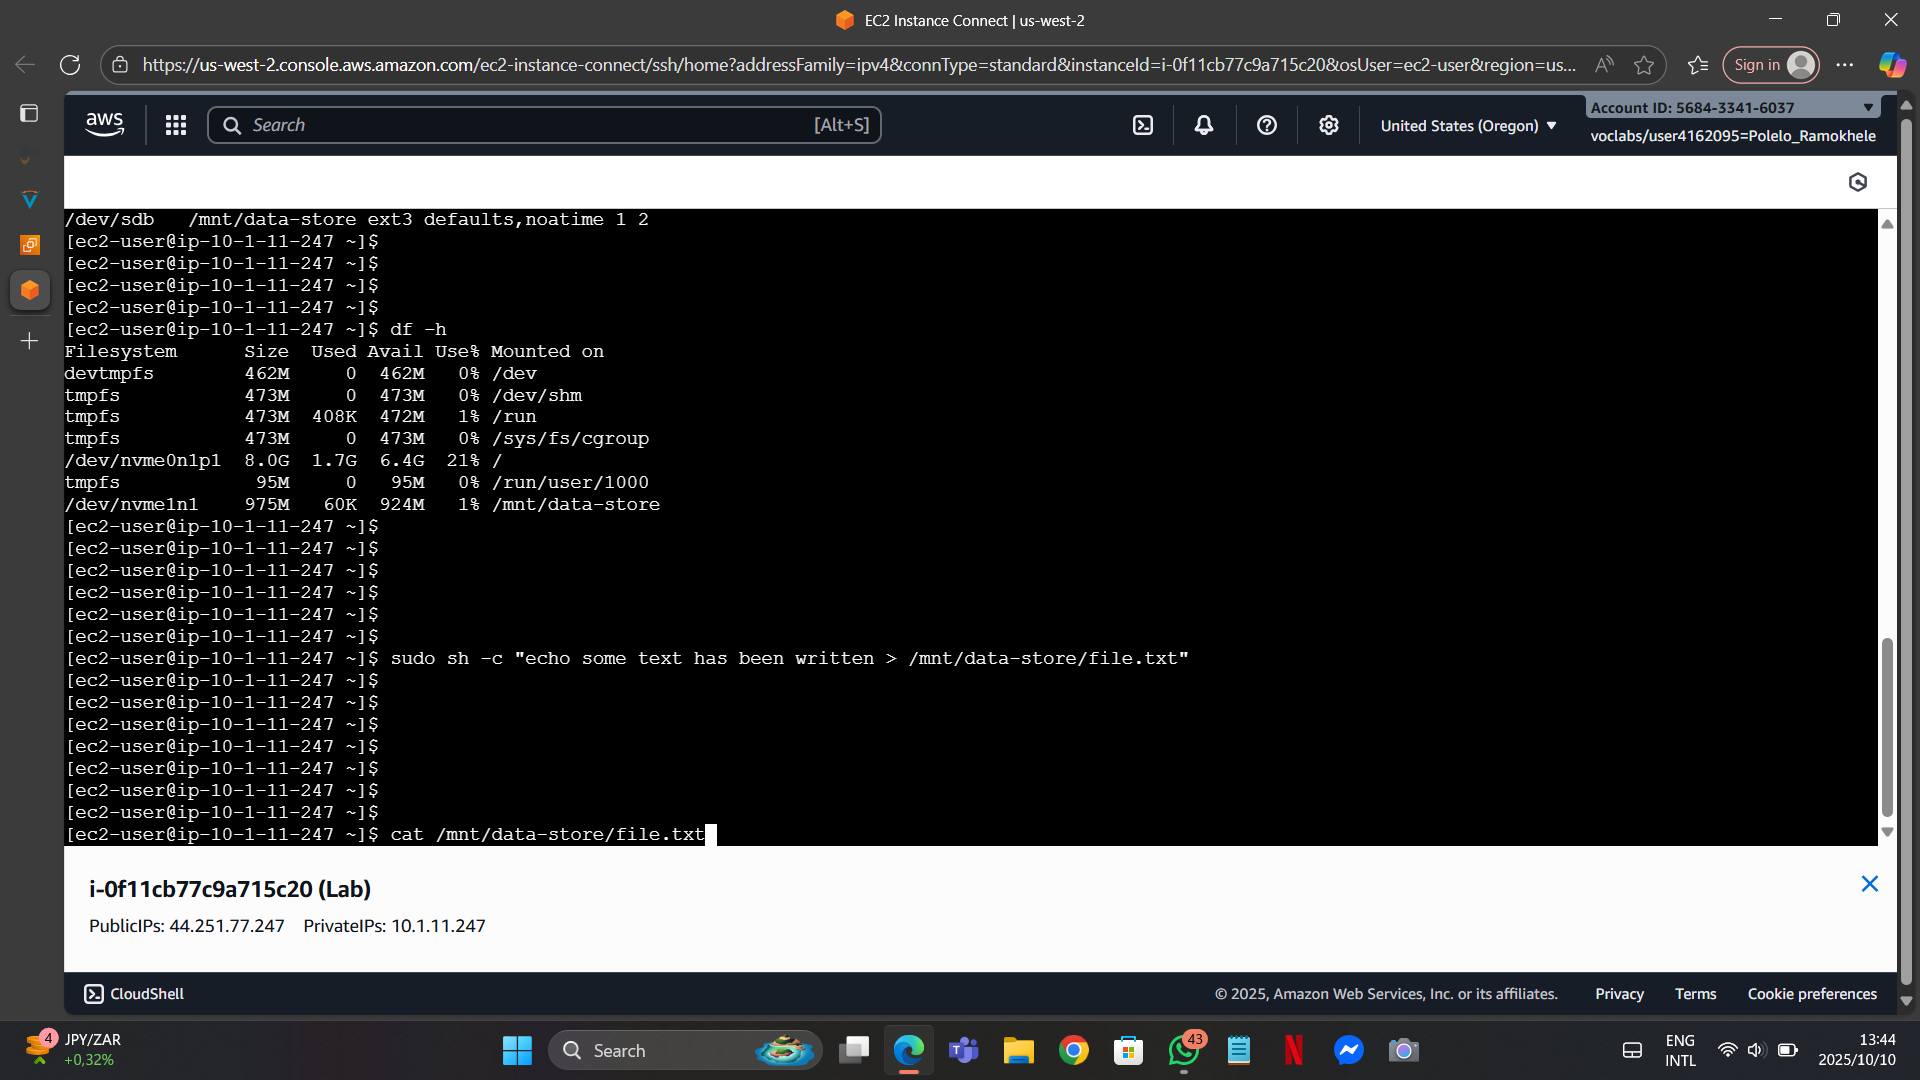 EC2 Instance Connect | us-west-2
https://us-west-2.console.aws.amazon.com/ec2-instance-connect/ssh/home?addressFamily=ipv4&connType=standard&instanceId=i-0f11cb77c9a715c20&osUser=ec2-user&region=us...
Sign in
aws
Search
[Alt+S]
United States (Oregon)
Account ID: 5684-3341-6037
voclabs/user4162095=Polelo_Ramokhele
/dev/sdb   /mnt/data-store ext3 defaults,noatime 1 2
[ec2-user@ip-10-1-11-247 ~]$
[ec2-user@ip-10-1-11-247 ~]$
[ec2-user@ip-10-1-11-247 ~]$
[ec2-user@ip-10-1-11-247 ~]$
[ec2-user@ip-10-1-11-247 ~]$ df -h
Filesystem      Size  Used Avail Use% Mounted on
devtmpfs        462M     0  462M   0% /dev
tmpfs           473M     0  473M   0% /dev/shm
tmpfs           473M  408K  472M   1% /run
tmpfs           473M     0  473M   0% /sys/fs/cgroup
/dev/nvme0n1p1  8.0G  1.7G  6.4G  21% /
tmpfs            95M     0   95M   0% /run/user/1000
/dev/nvme1n1    975M   60K  924M   1% /mnt/data-store
[ec2-user@ip-10-1-11-247 ~]$
[ec2-user@ip-10-1-11-247 ~]$
[ec2-user@ip-10-1-11-247 ~]$
[ec2-user@ip-10-1-11-247 ~]$
[ec2-user@ip-10-1-11-247 ~]$
[ec2-user@ip-10-1-11-247 ~]$
[ec2-user@ip-10-1-11-247 ~]$ sudo sh -c "echo some text has been written > /mnt/data-store/file.txt"
[ec2-user@ip-10-1-11-247 ~]$
[ec2-user@ip-10-1-11-247 ~]$
[ec2-user@ip-10-1-11-247 ~]$
[ec2-user@ip-10-1-11-247 ~]$
[ec2-user@ip-10-1-11-247 ~]$
[ec2-user@ip-10-1-11-247 ~]$
[ec2-user@ip-10-1-11-247 ~]$
[ec2-user@ip-10-1-11-247 ~]$ cat /mnt/data-store/file.txt
i-0f11cb77c9a715c20 (Lab)
PublicIPs: 44.251.77.247 PrivateIPs: 10.1.11.247
CloudShell
© 2025, Amazon Web Services, Inc. or its affiliates.
Privacy
Terms
Cookie preferences
4
JPY/ZAR
+0,32%
Search
43
ENG
INTL
13:44
2025/10/10